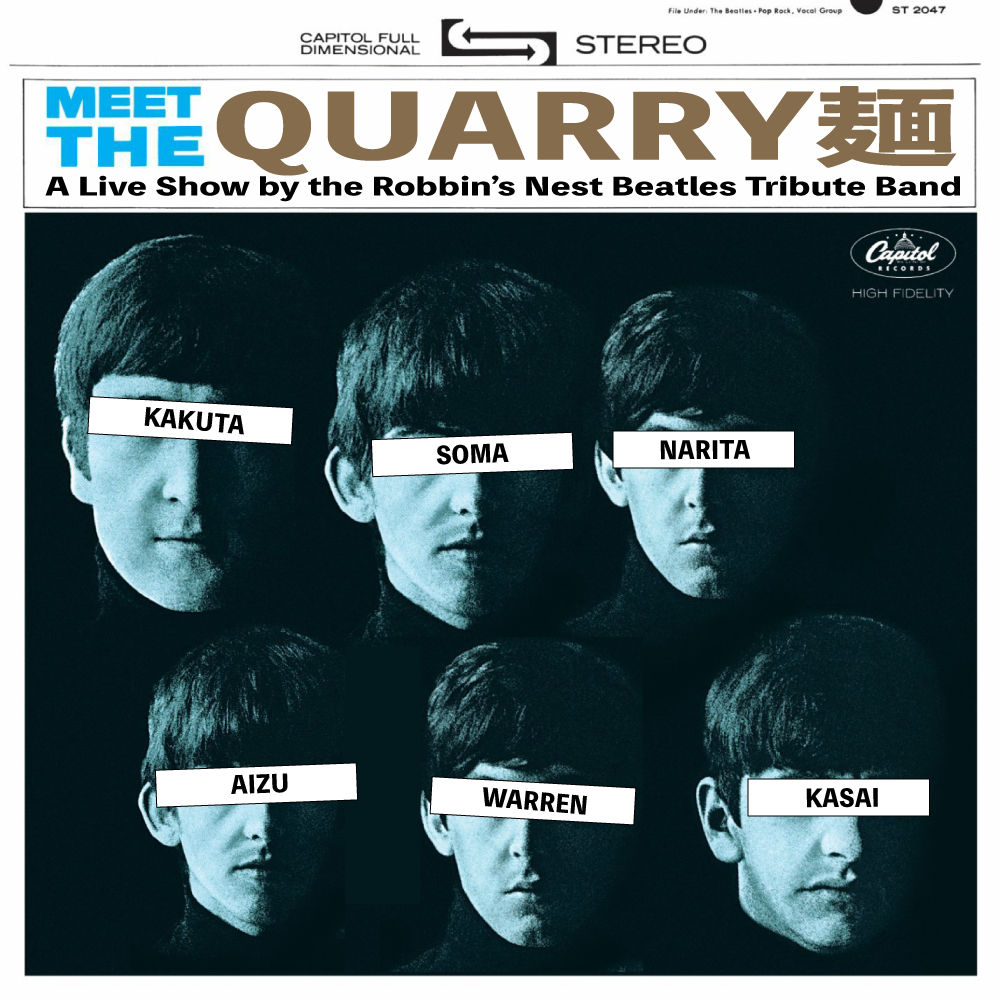 File Under: The Beatles • Pop Rock, Vocal Group
ST 2047
CAPITOL FULL
DIMENSIONAL
STEREO
MEET
THE
QUARRY麺
A Live Show by the Robbin’s Nest Beatles Tribute Band
Capitol
RECORDS
HIGH FIDELITY
KAKUTA
SOMA
NARITA
AIZU
WARREN
KASAI